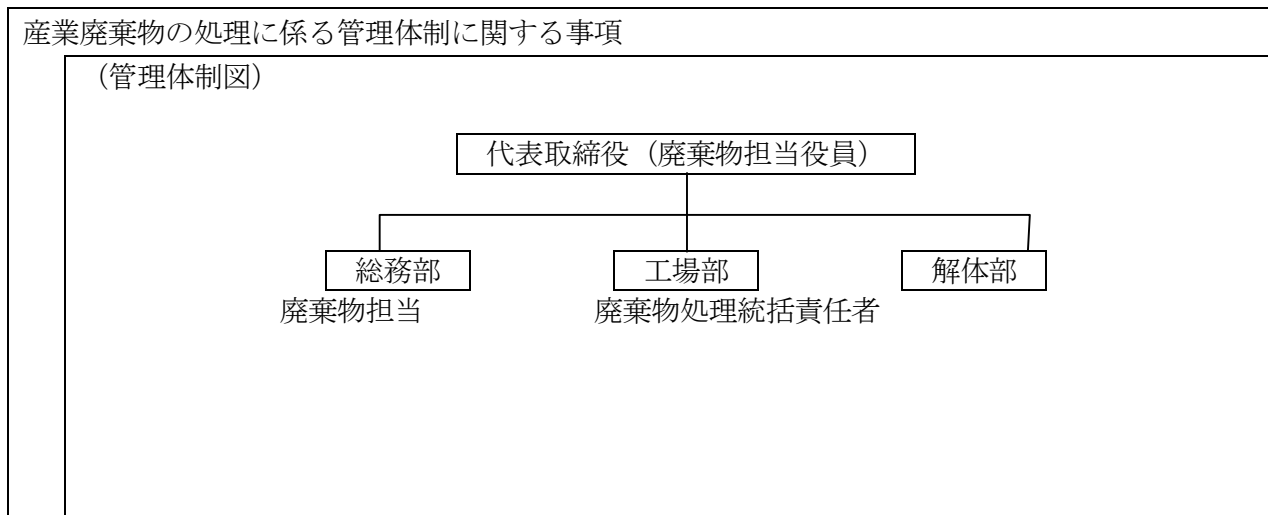 産業廃棄物の処理に係る管理体制に関する事項
（管理体制図）
代表取締役（廃棄物担当役員）
総務部 工場部 解体部
廃棄物担当 廃棄物処理統括責任者